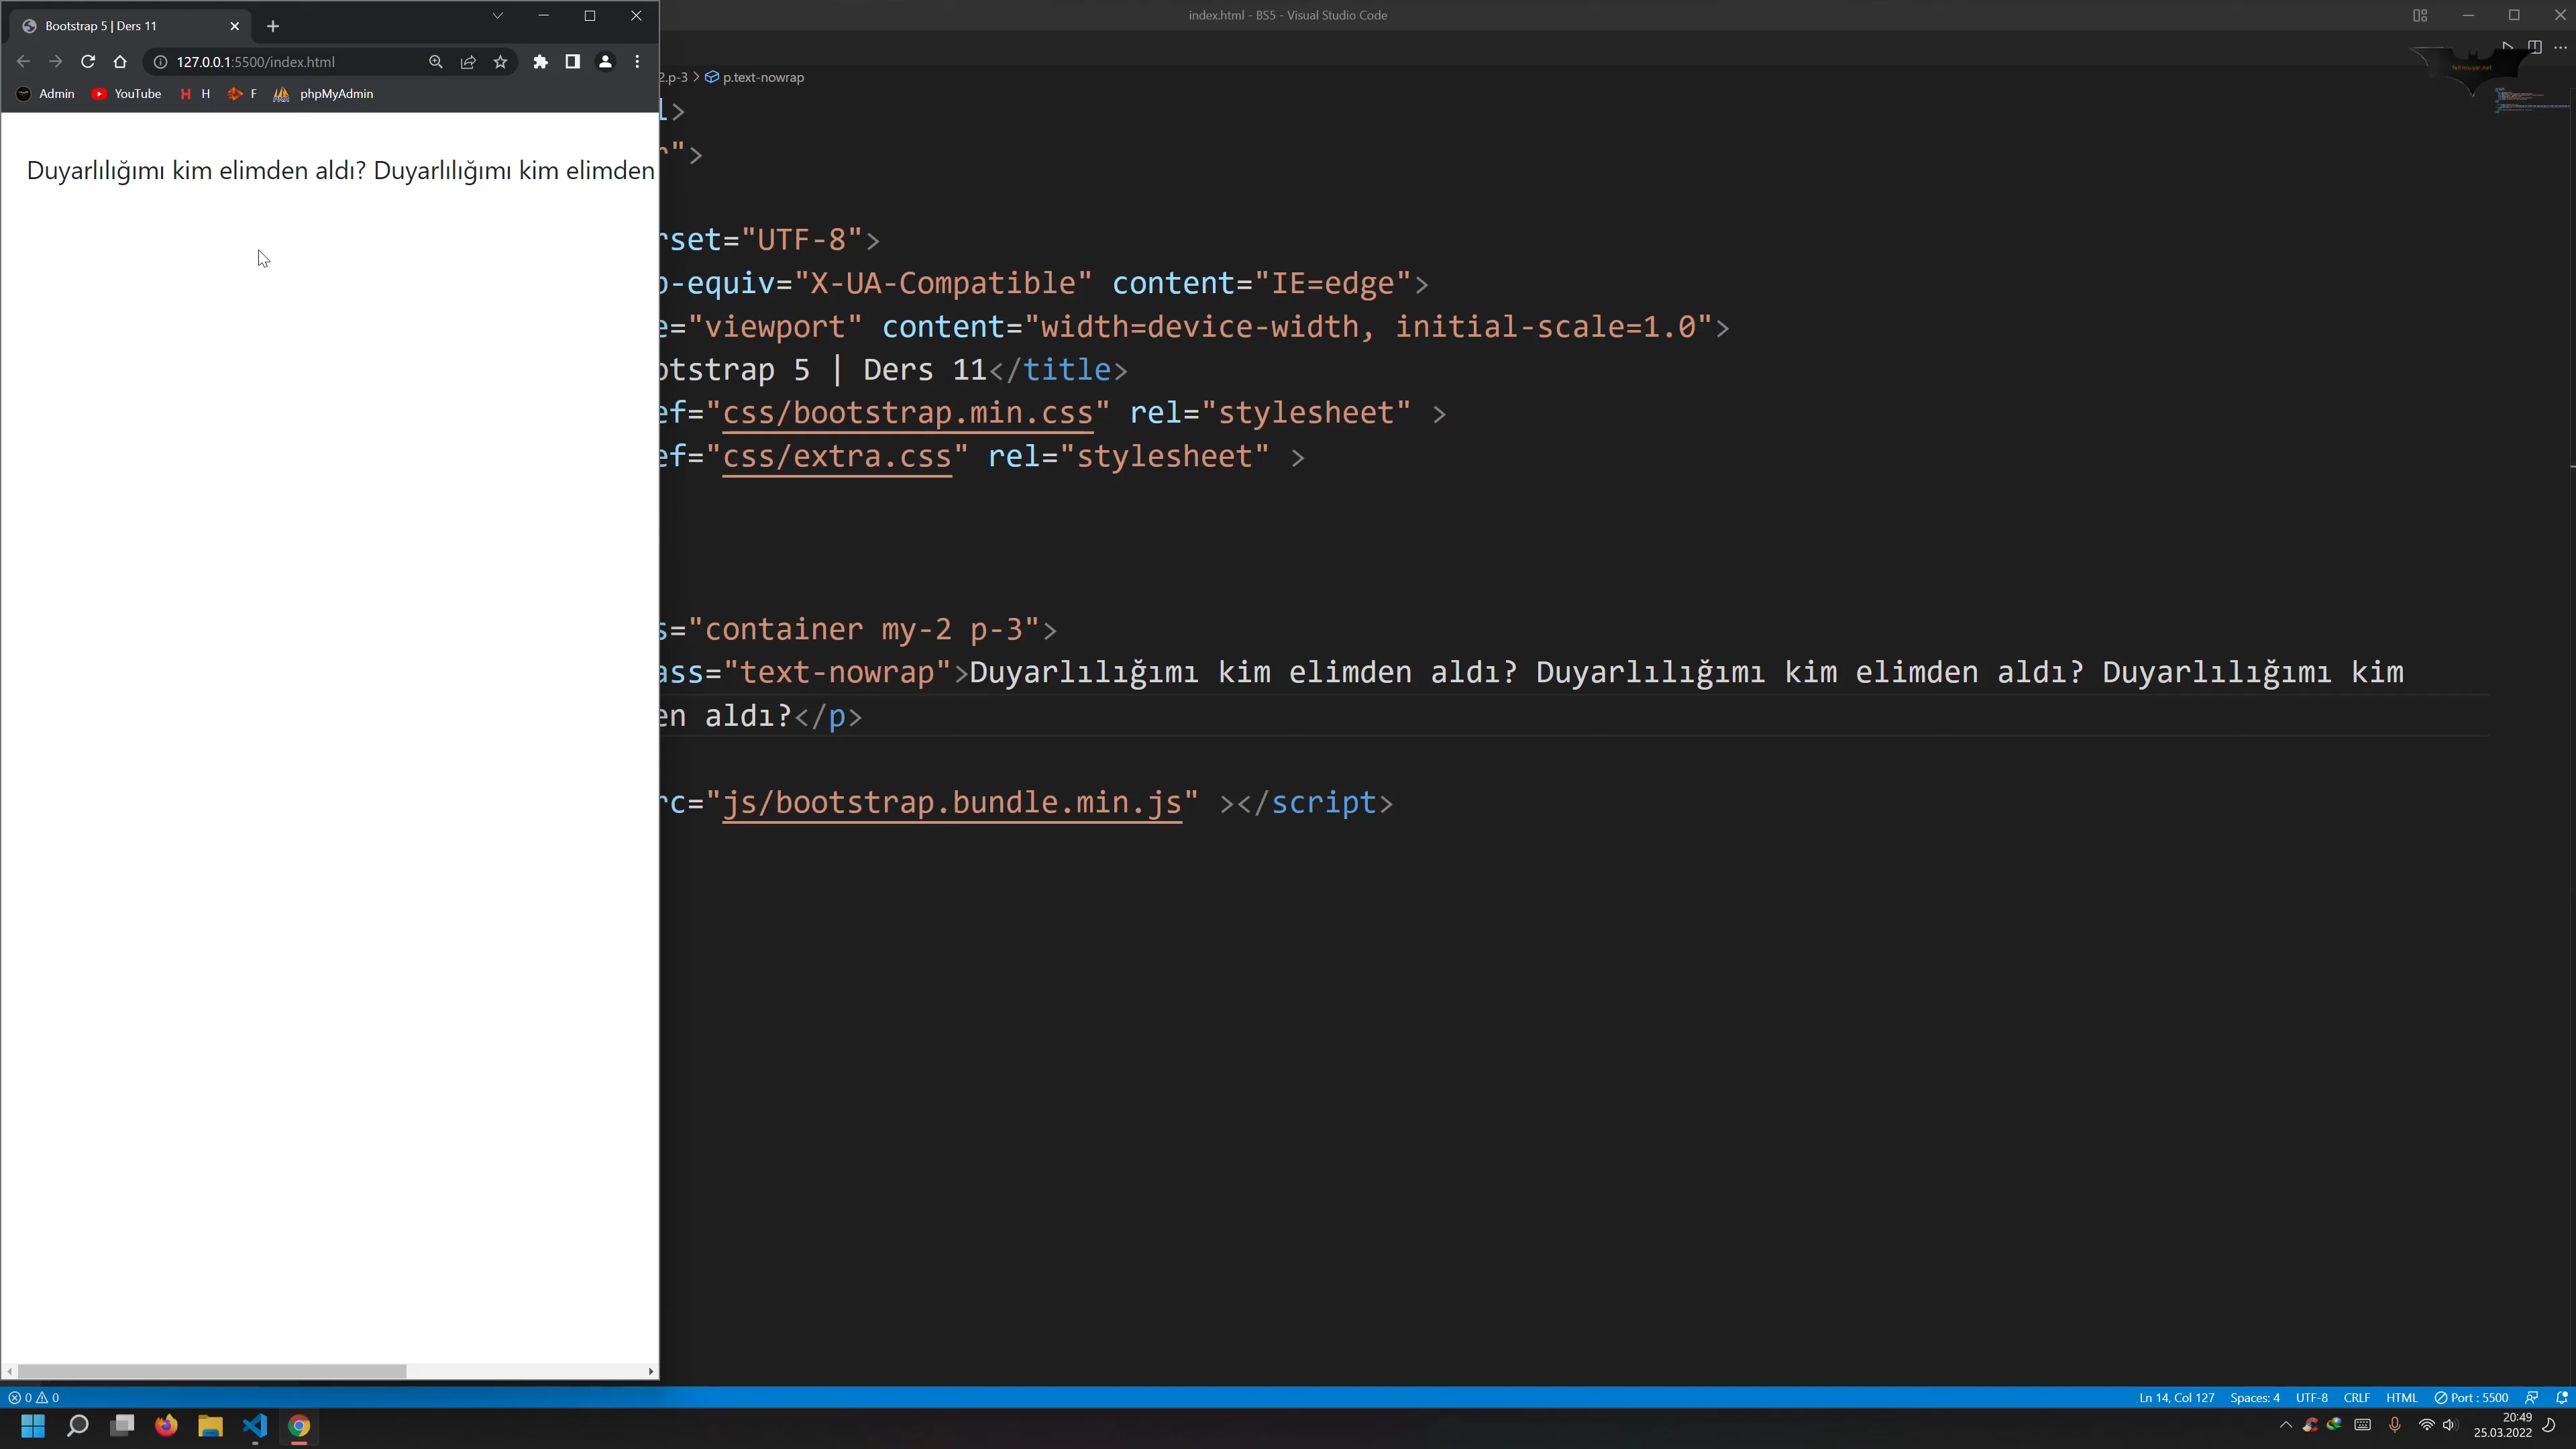 Bootstrap 5 | Ders 11
index.html - BS5 - Visual Studio Code
127.0.0.1:5500/index.html
Admin YouTube H H F phpMyAdmin
2.p-3 > p.text-nowrap
Duyarlılığımı kim elimden aldı? Duyarlılığımı kim elimden
l>
r">
rset="UTF-8">
p-equiv="X-UA-Compatible" content="IE=edge">
e="viewport" content="width=device-width, initial-scale=1.0">
otstrap 5 | Ders 11</title>
ef="css/bootstrap.min.css" rel="stylesheet" >
ef="css/extra.css" rel="stylesheet" >
s="container my-2 p-3">
ass="text-nowrap">Duyarlılığımı kim elimden aldı? Duyarlılığımı kim elimden aldı? Duyarlılığımı kim
en aldı?</p>
rc="js/bootstrap.bundle.min.js" ></script>
0 0
Ln 14, Col 127 Spaces: 4 UTF-8 CRLF HTML Port : 5500
20:49
25.03.2022